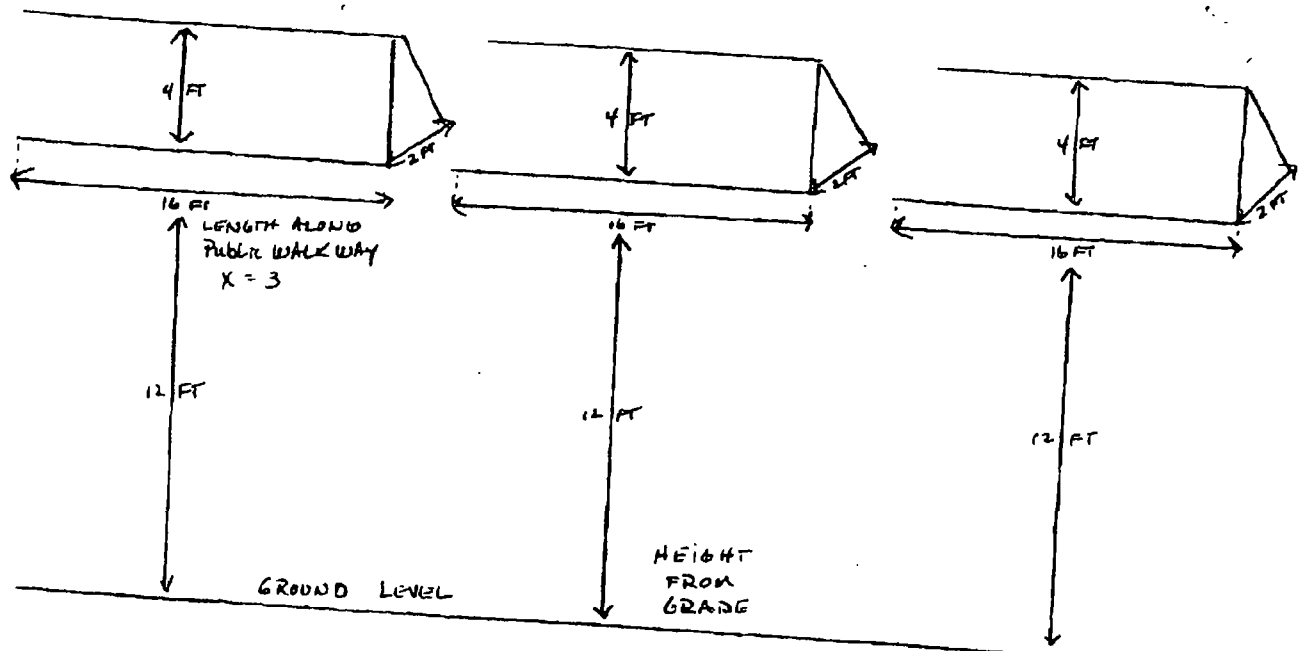 4 FT
4 FT
4 FT
2 FT
2 FT
2 FT
16 FT
16 FT
16 FT
LENGTH ALONG
PUBLIC WALKWAY
X = 3
12 FT
12 FT
12 FT
GROUND LEVEL
HEIGHT
FROM
GRADE